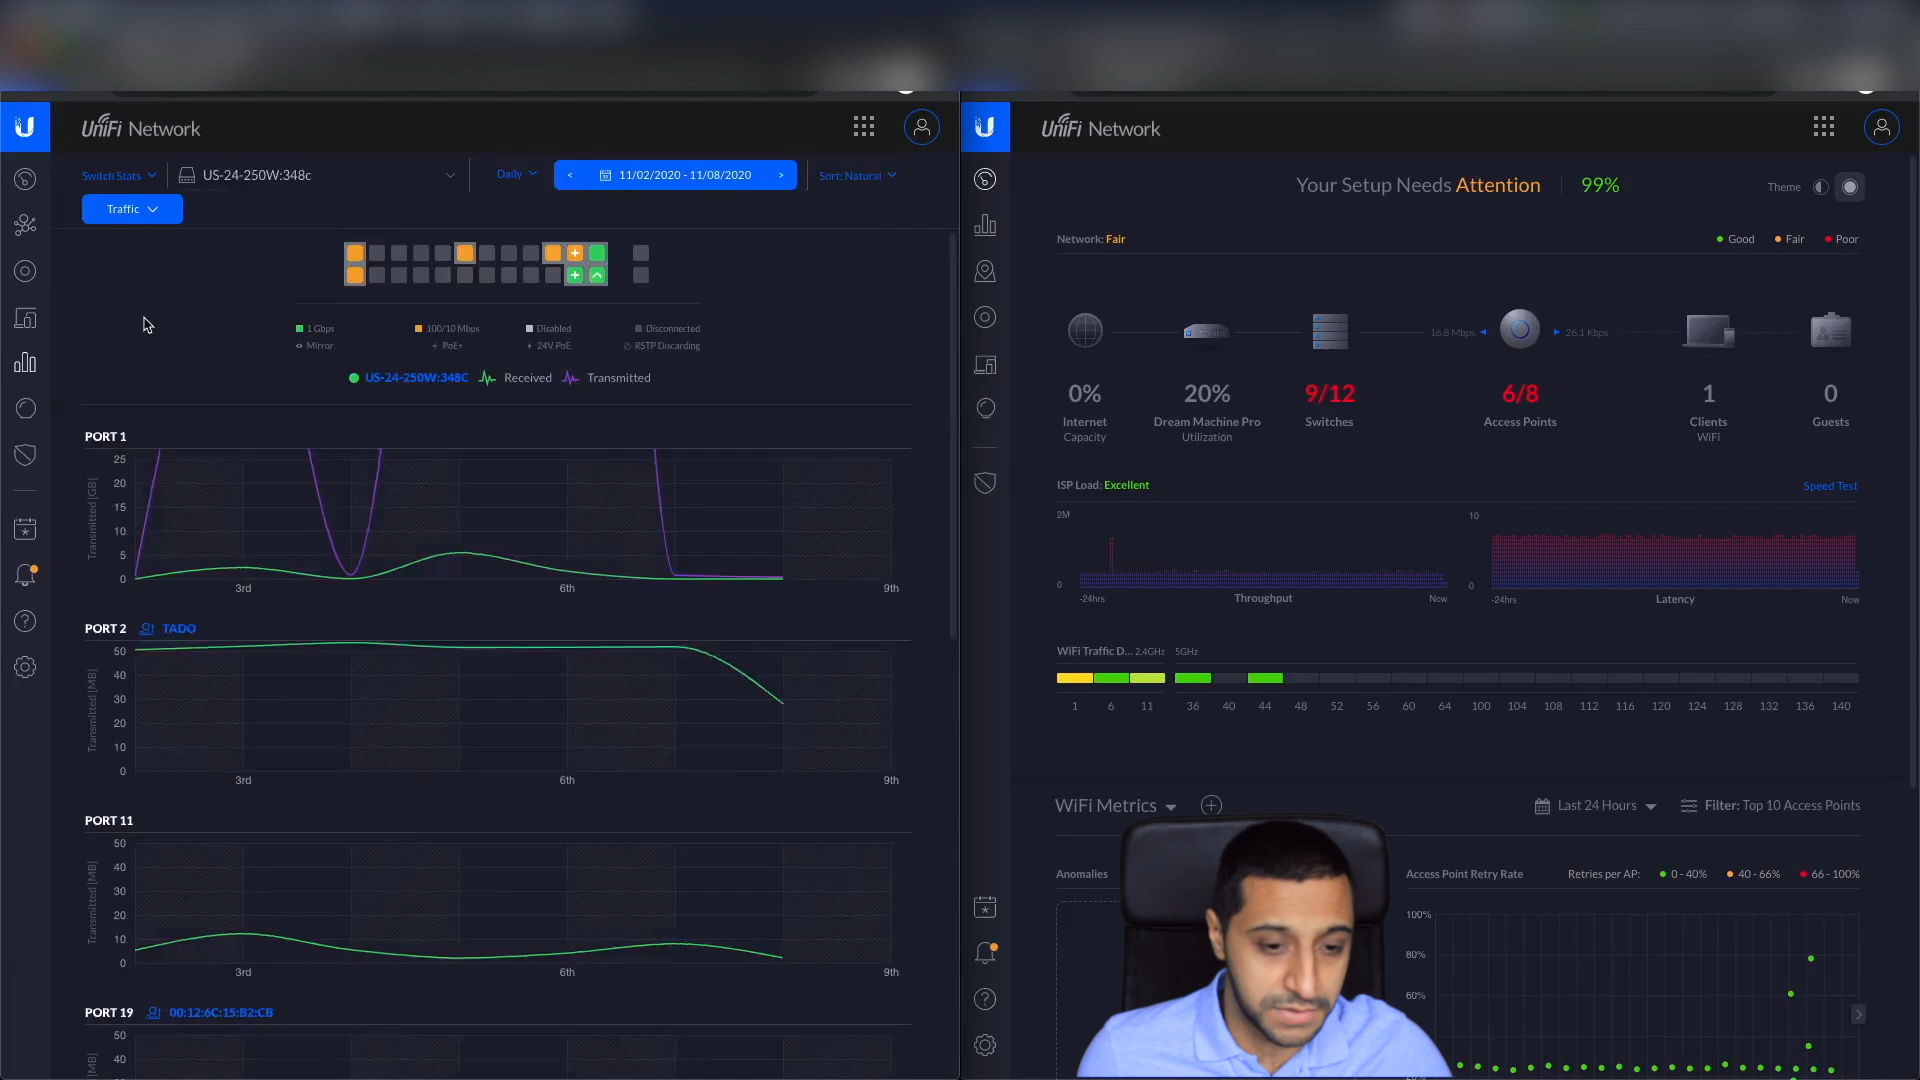 UniFi Network
Switch Stats
US-24-250W:348c
Daily
<
11/02/2020 - 11/08/2020
>
Sort: Natural
Traffic
1 Gbps
100/10 Mbps
Disabled
Disconnected
Mirror
PoE+
24V PoE
RSTP Discarding
US-24-250W:348C
Received
Transmitted
PORT 1
Transmitted [GB]
25
20
15
10
5
0
3rd
6th
9th
PORT 2
TADO
Transmitted [MB]
50
40
30
20
10
0
3rd
6th
9th
PORT 11
Transmitted [MB]
50
40
30
20
10
0
3rd
6th
9th
PORT 19
00:12:6C:15:B2:CB
50
40
[MB]
UniFi Network
Your Setup Needs Attention
99%
Theme
Network: Fair
Good
Fair
Poor
16.8 Mbps
26.1 Kbps
0%
20%
9/12
6/8
1
0
Internet
Dream Machine Pro
Switches
Access Points
Clients
Guests
Capacity
Utilization
WiFi
ISP Load: Excellent
Speed Test
2M
0
-24hrs
Throughput
Now
10
0
-24hrs
Latency
Now
WiFi Traffic D... 2.4GHz
5GHz
1 6 11 36 40 44 48 52 56 60 64 100 104 108 112 116 120 124 128 132 136 140
WiFi Metrics
Last 24 Hours
Filter: Top 10 Access Points
Anomalies
Access Point Retry Rate
Retries per AP:
0 - 40%
40 - 66%
66 - 100%
100%
80%
60%